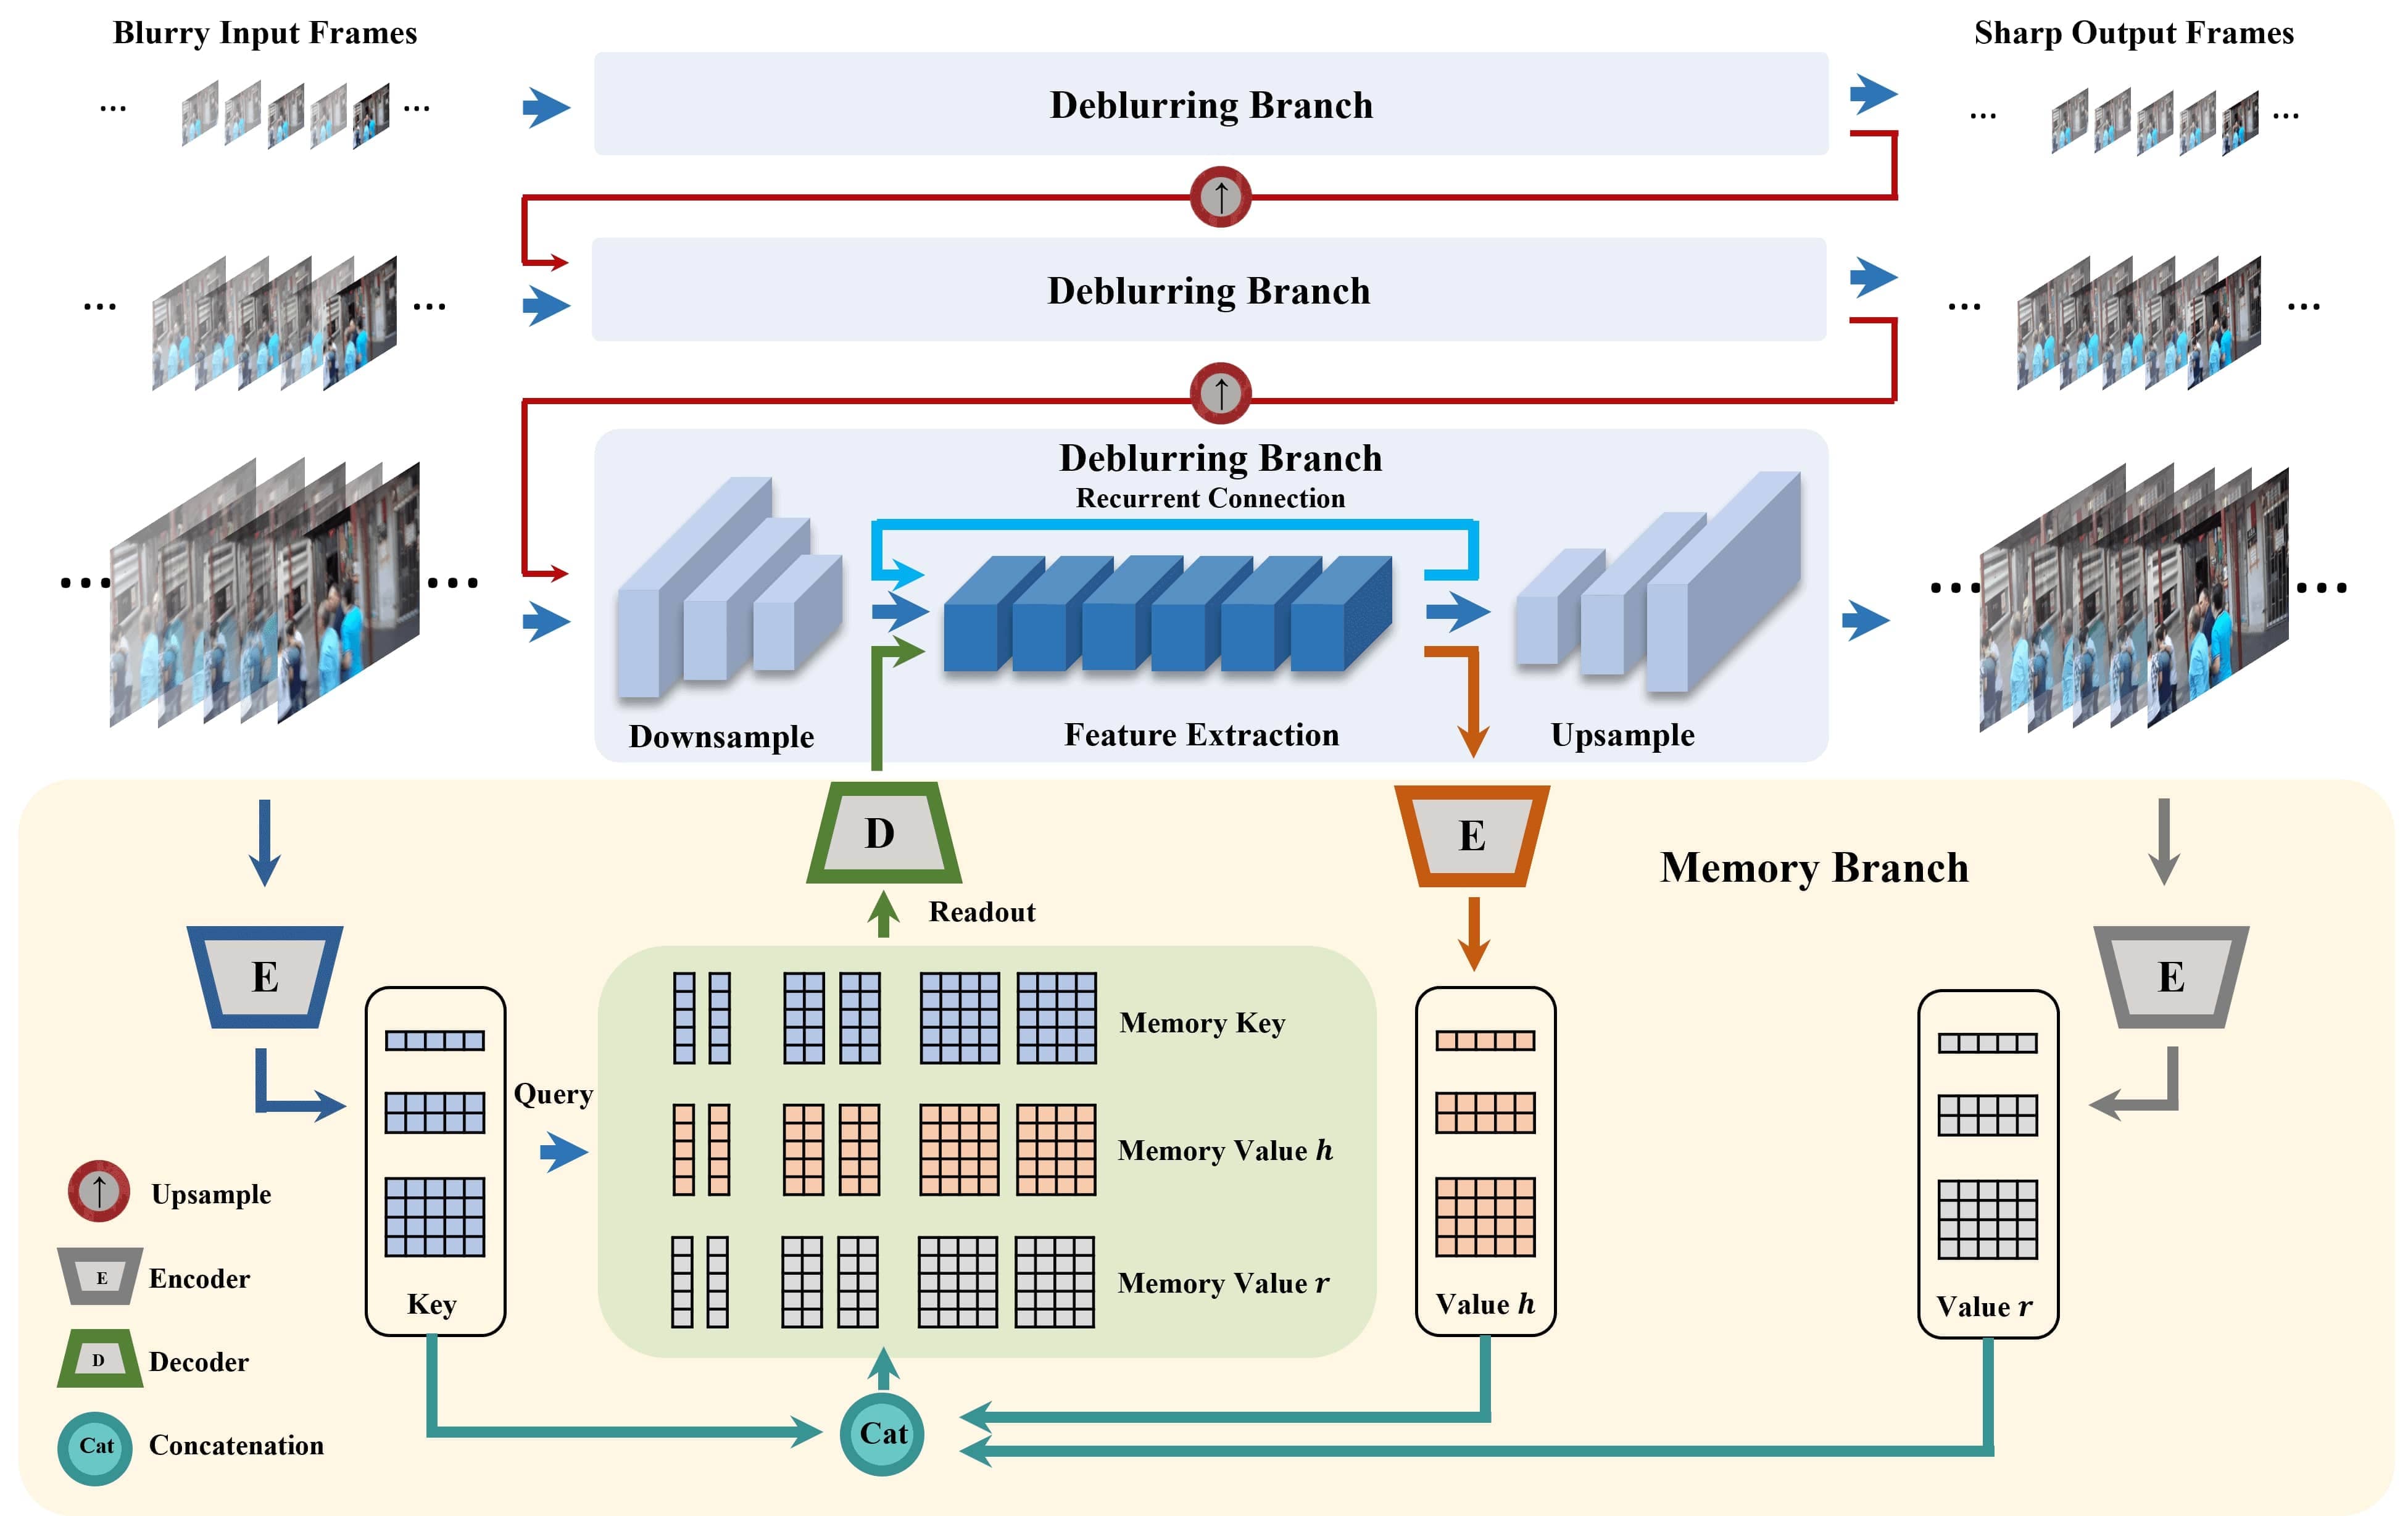 Blurry Input Frames
Sharp Output Frames
...
...
Deblurring Branch
...
...
↑
...
...
Deblurring Branch
...
...
↑
Deblurring Branch
Recurrent Connection
...
...
...
...
Downsample
Feature Extraction
Upsample
D
E
Memory Branch
Readout
E
E
Memory Key
Query
Memory Value h
Memory Value r
Key
Value h
Value r
↑ Upsample
E Encoder
D Decoder
Cat Concatenation
Cat